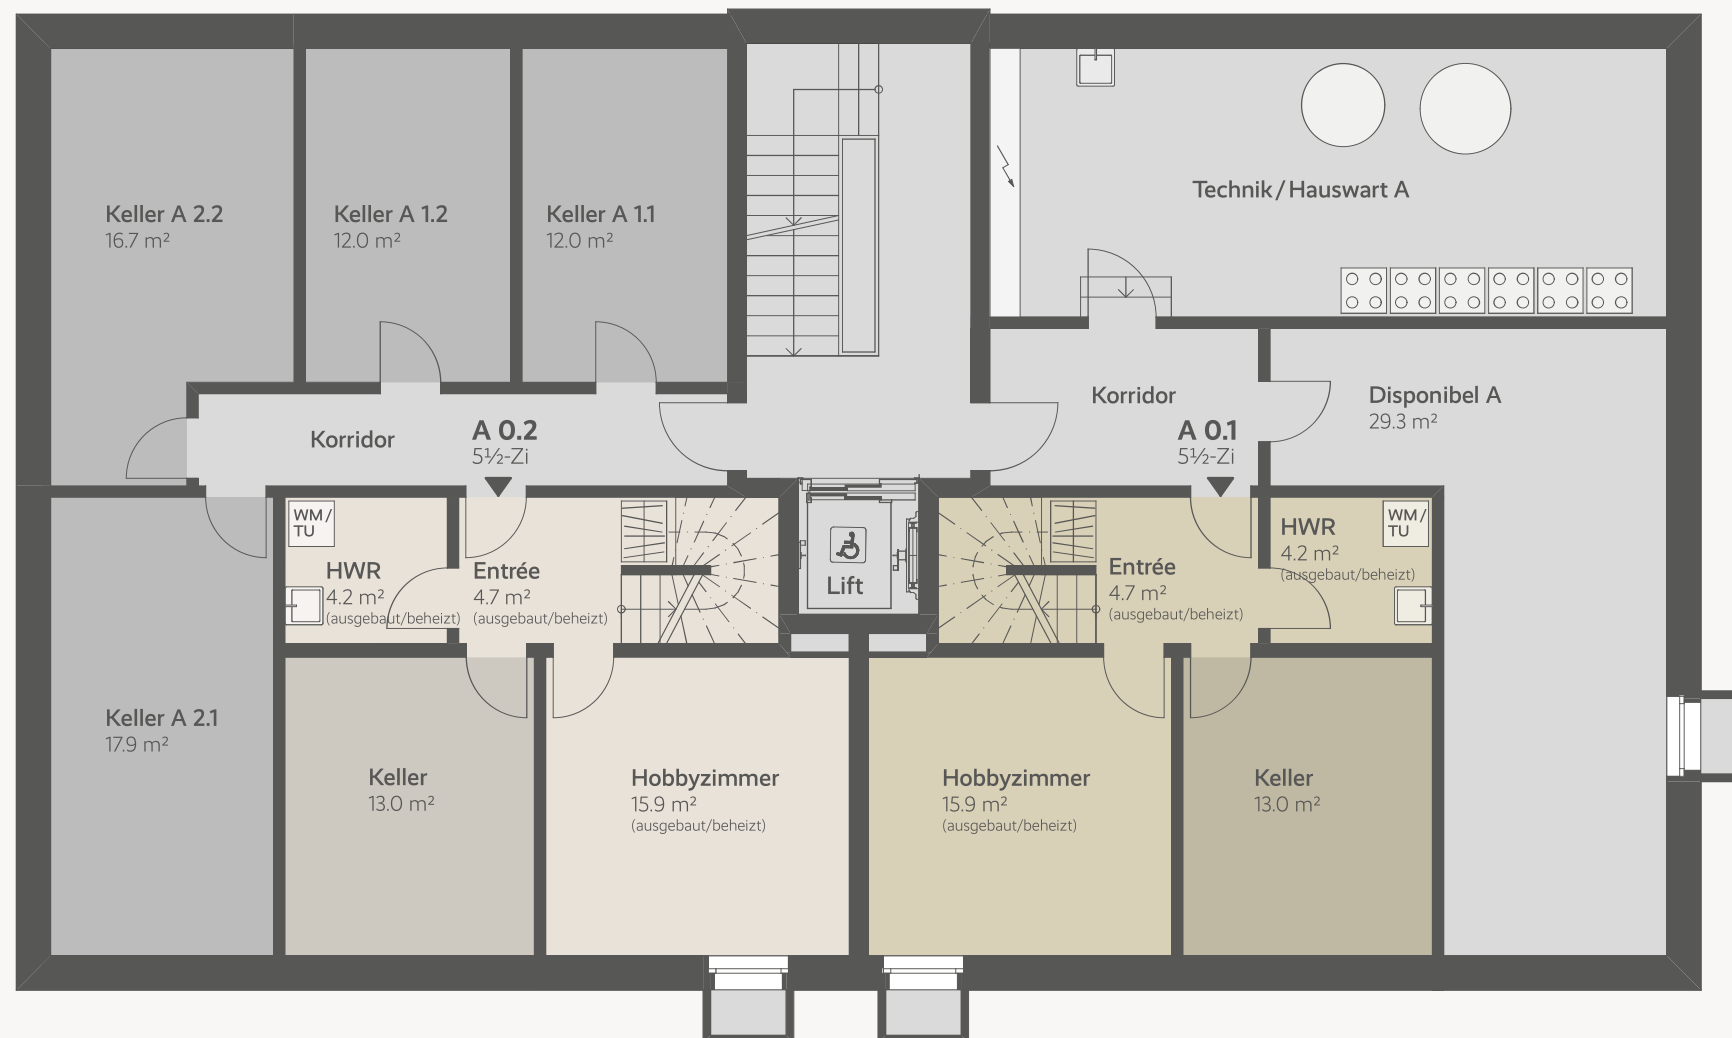 Keller A 2.2
16.7 m²
Keller A 1.2
12.0 m²
Keller A 1.1
12.0 m²
Technik / Hauswart A
Korridor
A 0.2
5½-Zi
Korridor
A 0.1
5½-Zi
Disponibel A
29.3 m²
WM /
TU
HWR
4.2 m²
(ausgebaut/beheizt)
Entrée
4.7 m²
(ausgebaut/beheizt)
Lift
Entrée
4.7 m²
(ausgebaut/beheizt)
HWR
4.2 m²
(ausgebaut/beheizt)
WM /
TU
Keller A 2.1
17.9 m²
Keller
13.0 m²
Hobbyzimmer
15.9 m²
(ausgebaut/beheizt)
Hobbyzimmer
15.9 m²
(ausgebaut/beheizt)
Keller
13.0 m²